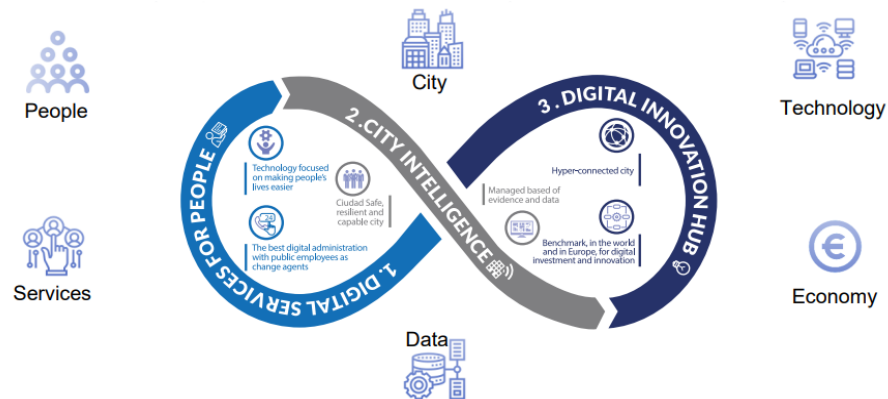 City
People
Technology
Services
Economy
Data
1. DIGITAL SERVICES FOR PEOPLE
Technology focused
on making people's
lives easier
The best digital administration
with public employees as
change agents
2.CITY INTELLIGENCE
Ciudad Safe,
resilient and
capable city
Managed based of
evidence and data
3. DIGITAL INNOVATION HUB
Hyper-connected city
Benchmark, in the world
and in Europe, for digital
investment and innovation